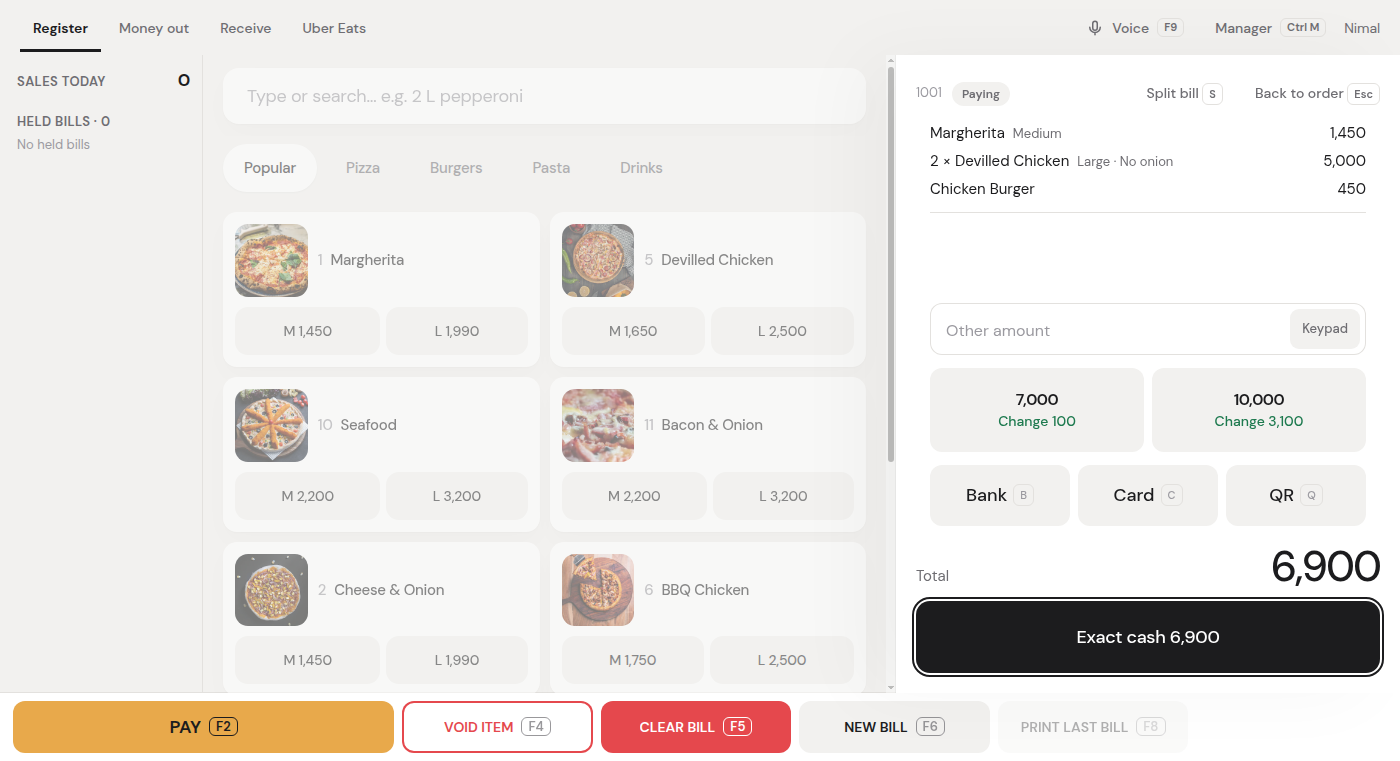 Register Money out Receive Uber Eats Voice F9 Manager Ctrl M Nimal
SALES TODAY 0
HELD BILLS · 0
No held bills
Type or search... e.g. 2 L pepperoni
Popular Pizza Burgers Pasta Drinks
1 Margherita
M 1,450 L 1,990
5 Devilled Chicken
M 1,650 L 2,500
10 Seafood
M 2,200 L 3,200
11 Bacon & Onion
M 2,200 L 3,200
2 Cheese & Onion
M 1,450 L 1,990
6 BBQ Chicken
M 1,750 L 2,500
1001 Paying Split bill S Back to order Esc
Margherita Medium 1,450
2 × Devilled Chicken Large · No onion 5,000
Chicken Burger 450
Other amount Keypad
7,000
Change 100
10,000
Change 3,100
Bank B Card C QR Q
Total 6,900
Exact cash 6,900
PAY F2 VOID ITEM F4 CLEAR BILL F5 NEW BILL F6 PRINT LAST BILL F8